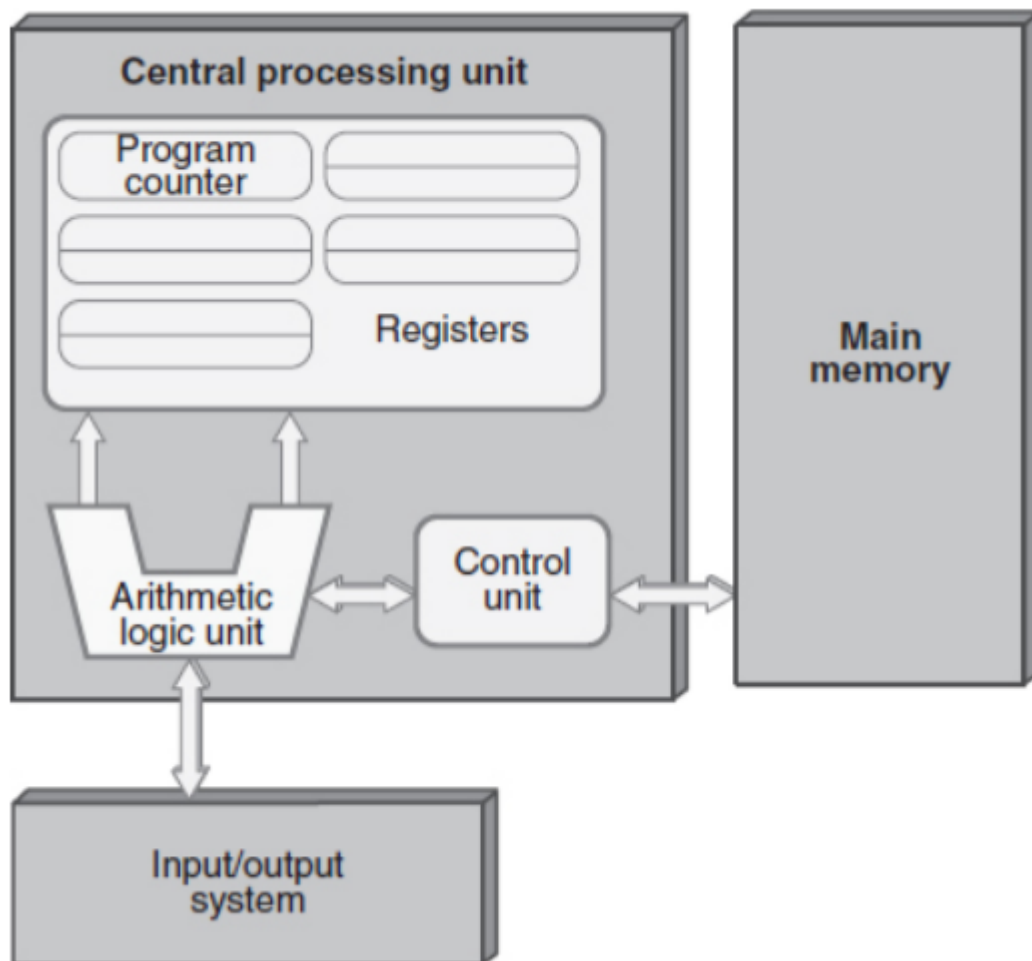 Central processing unit
Program
counter
Registers
Main
memory
Arithmetic
logic unit
Control
unit
Input/output
system